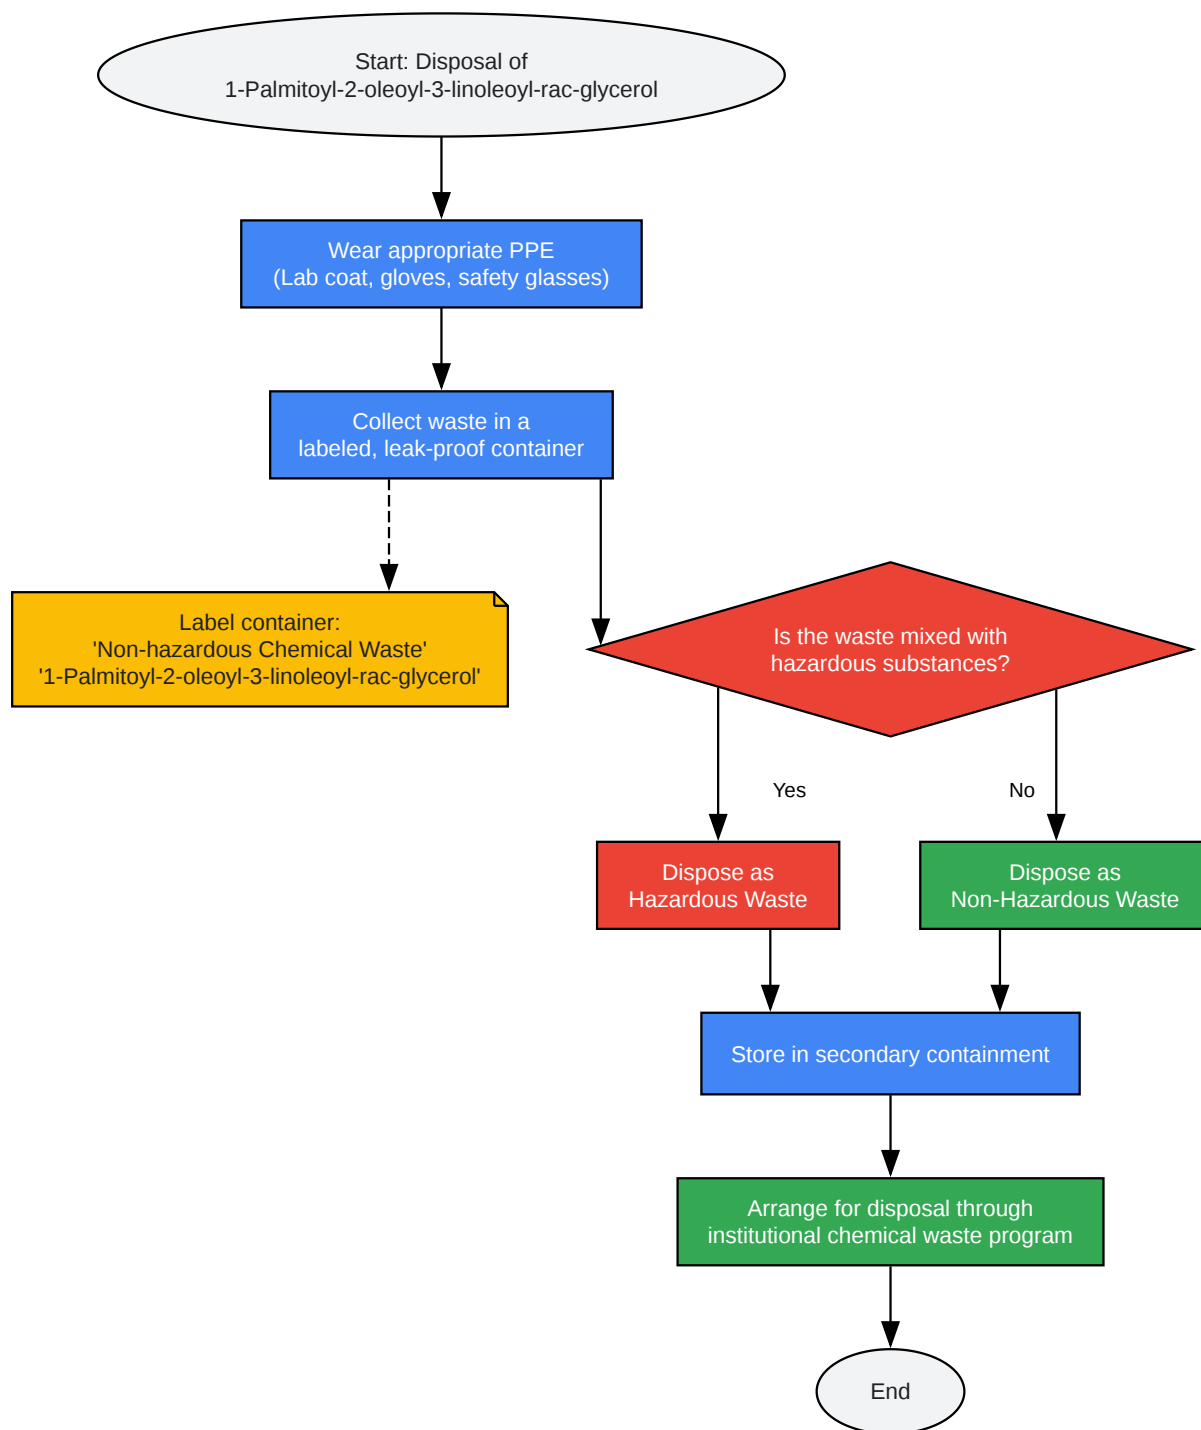 Start: Disposal of
1-Palmitoyl-2-oleoyl-3-linoleoyl-rac-glycerol
Wear appropriate PPE
(Lab coat, gloves, safety glasses)
Collect waste in a
labeled, leak-proof container
Label container:
'Non-hazardous Chemical Waste'
'1-Palmitoyl-2-oleoyl-3-linoleoyl-rac-glycerol'
Is the waste mixed with
hazardous substances?
Yes
No
Dispose as
Hazardous Waste
Dispose as
Non-Hazardous Waste
Store in secondary containment
Arrange for disposal through
institutional chemical waste program
End